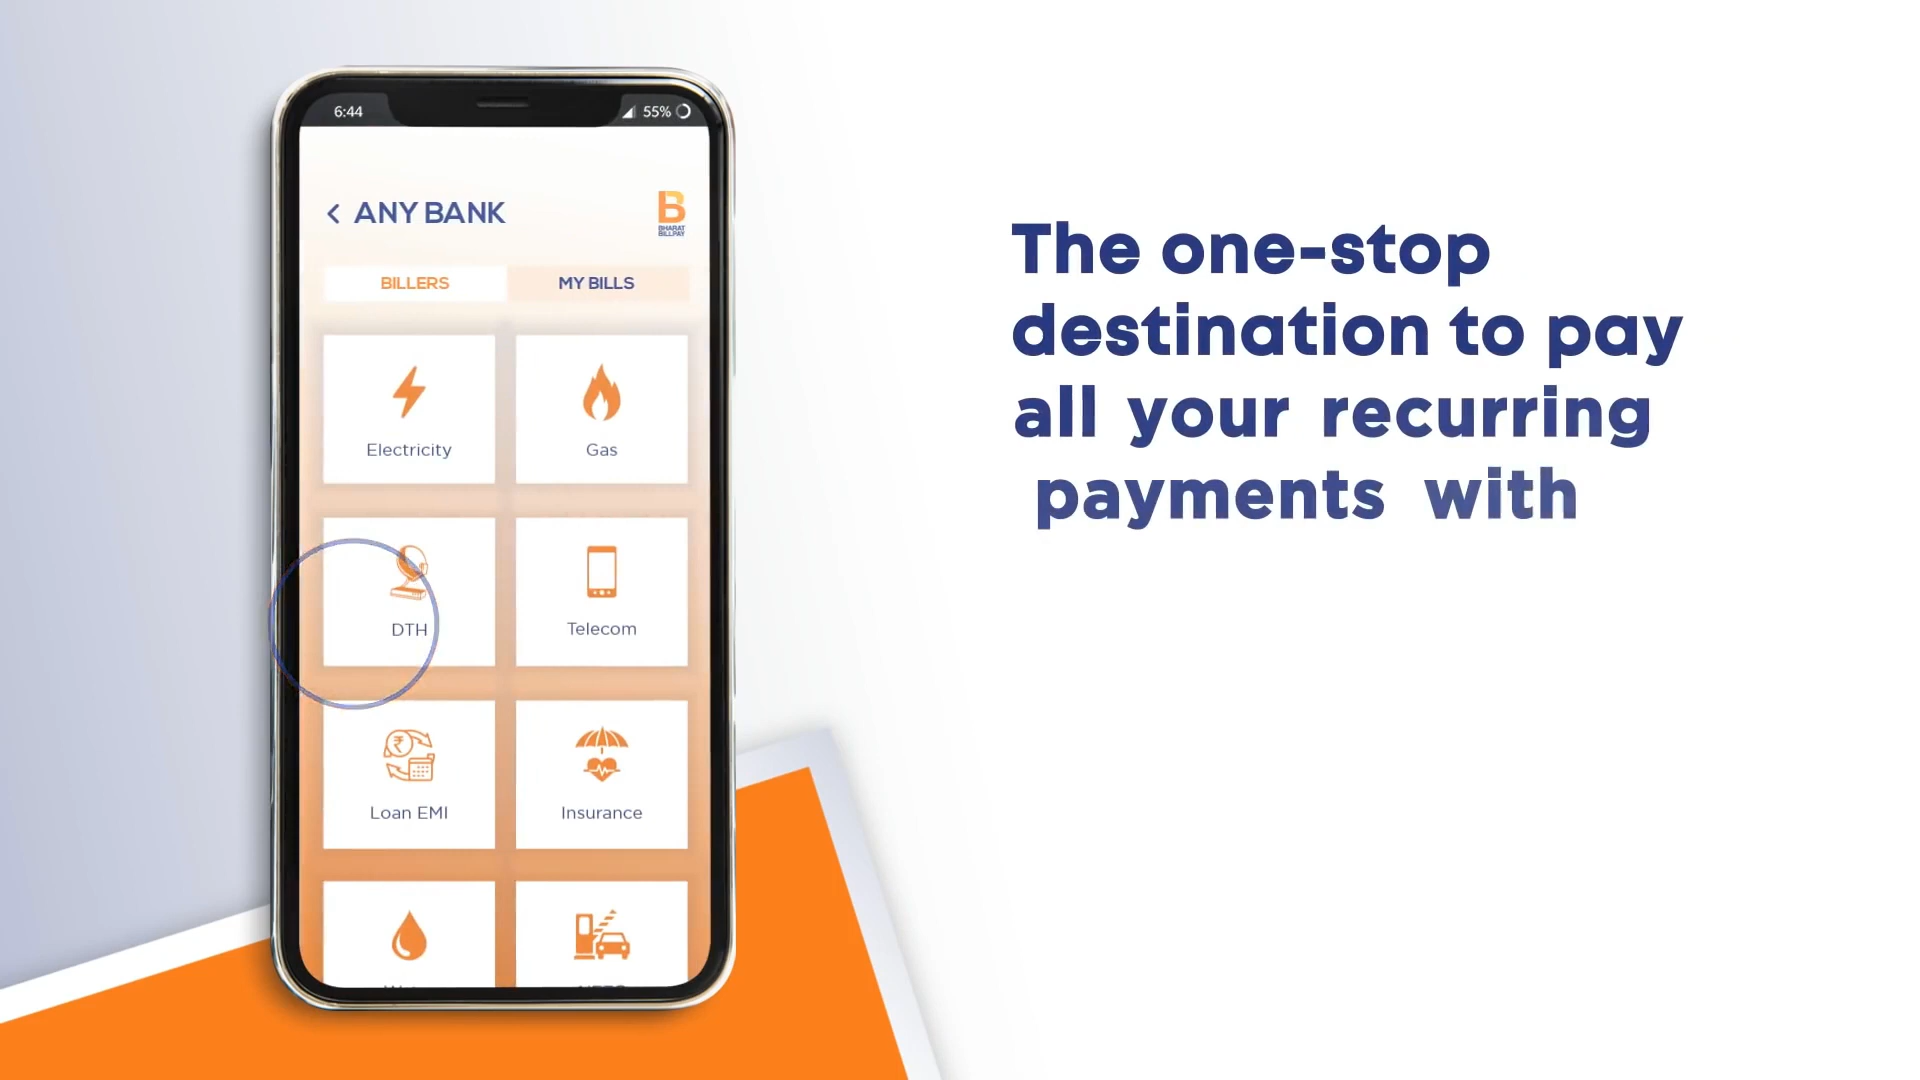 6:44
55%
ANY BANK
B
BHARAT
BILLPAY
BILLERS
MY BILLS
Electricity
Gas
DTH
Telecom
Loan EMI
Insurance
The one-stop
destination to pay
all your recurring
payments with